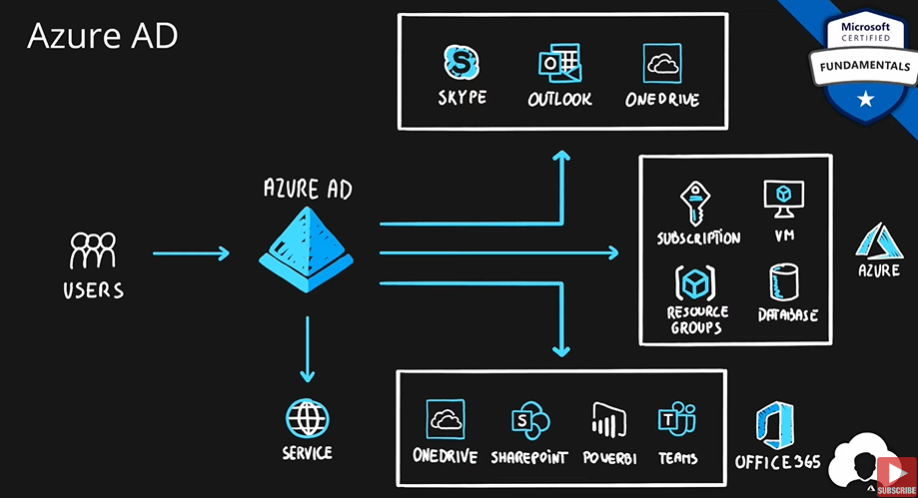 Azure AD
Microsoft
CERTIFIED
FUNDAMENTALS
SKYPE
OUTLOOK
ONEDRIVE
AZURE AD
SUBSCRIPTION
VM
AZURE
USERS
RESOURCE
GROUPS
DATABASE
SERVICE
ONEDRIVE
SHAREPOINT
POWERBI
TEAMS
OFFICE365
SUBSCRIBE